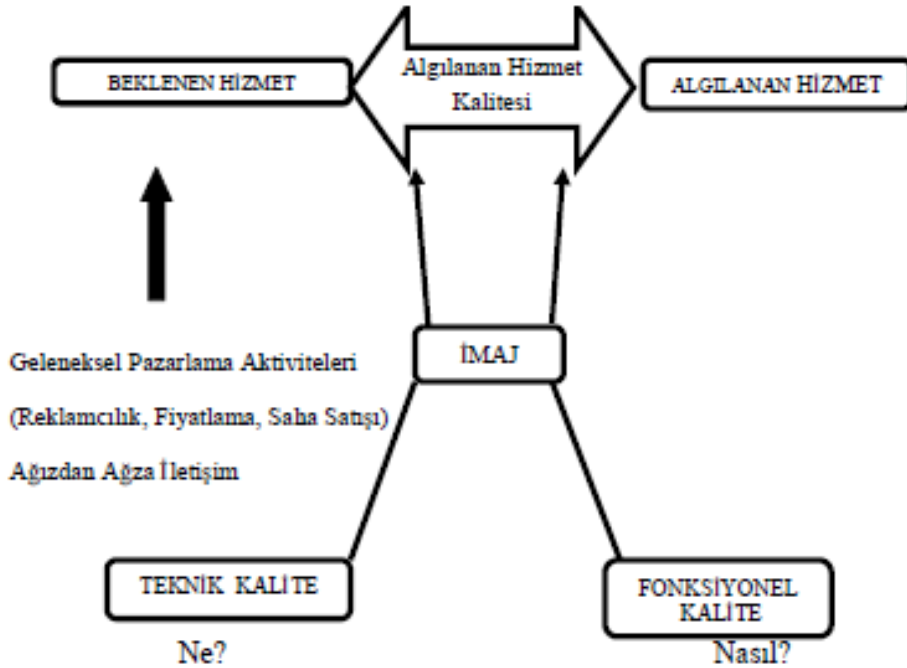 BEKLENEN HİZMET
Algılanan Hizmet
Kalitesi
ALGILANAN HİZMET
İMAJ
Geleneksel Pazarlama Aktiviteleri
(Reklamcılık, Fiyatlama, Saha Satışı)
Ağızdan Ağza İletişim
TEKNİK KALİTE
FONKSİYONEL
KALİTE
Ne?
Nasıl?